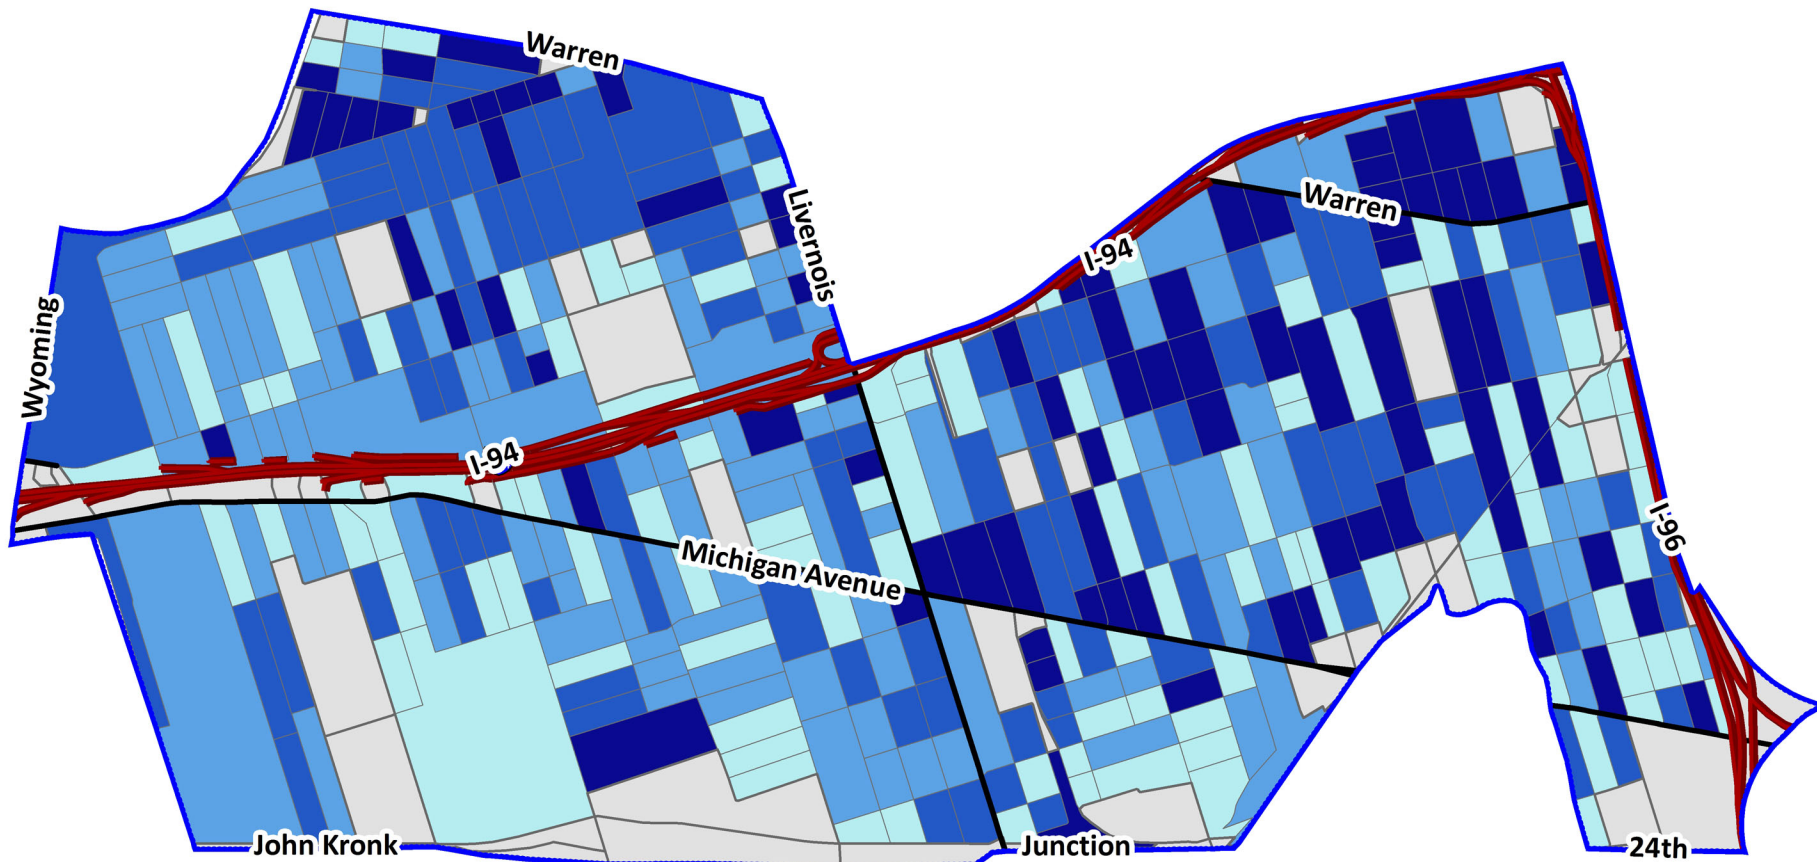 Warren
Livernois
Warren
I-94
Wyoming
I-94
I-96
Michigan Avenue
John Kronk
Junction
24th